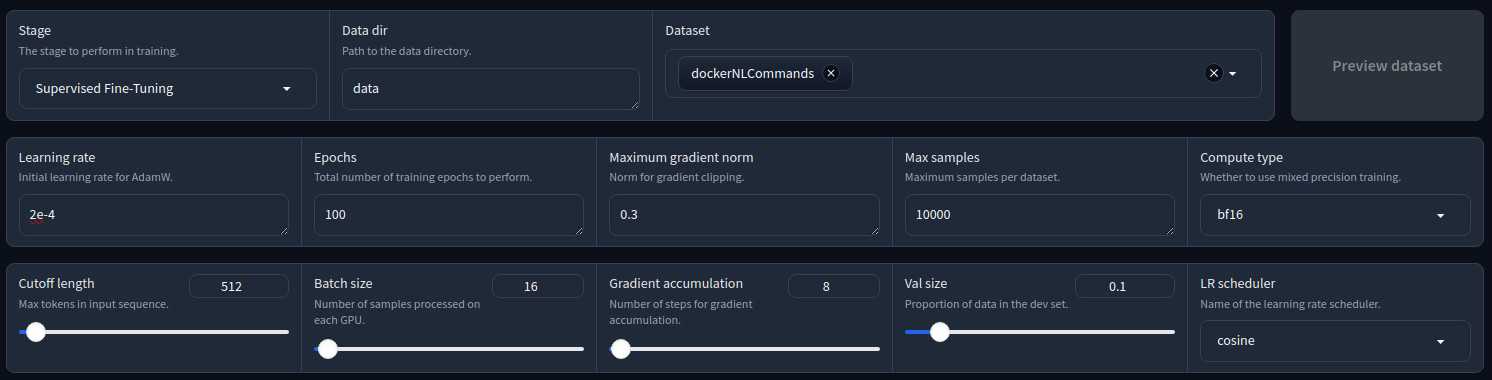 Stage
The stage to perform in training.
Supervised Fine-Tuning
Data dir
Path to the data directory.
data
Dataset
dockerNLCommands
Preview dataset
Learning rate
Initial learning rate for AdamW.
2e-4
Epochs
Total number of training epochs to perform.
100
Maximum gradient norm
Norm for gradient clipping.
0.3
Max samples
Maximum samples per dataset.
10000
Compute type
Whether to use mixed precision training.
bf16
Cutoff length
512
Max tokens in input sequence.
Batch size
16
Number of samples processed on
each GPU.
Gradient accumulation
8
Number of steps for gradient
accumulation.
Val size
0.1
Proportion of data in the dev set.
LR scheduler
Name of the learning rate scheduler.
cosine